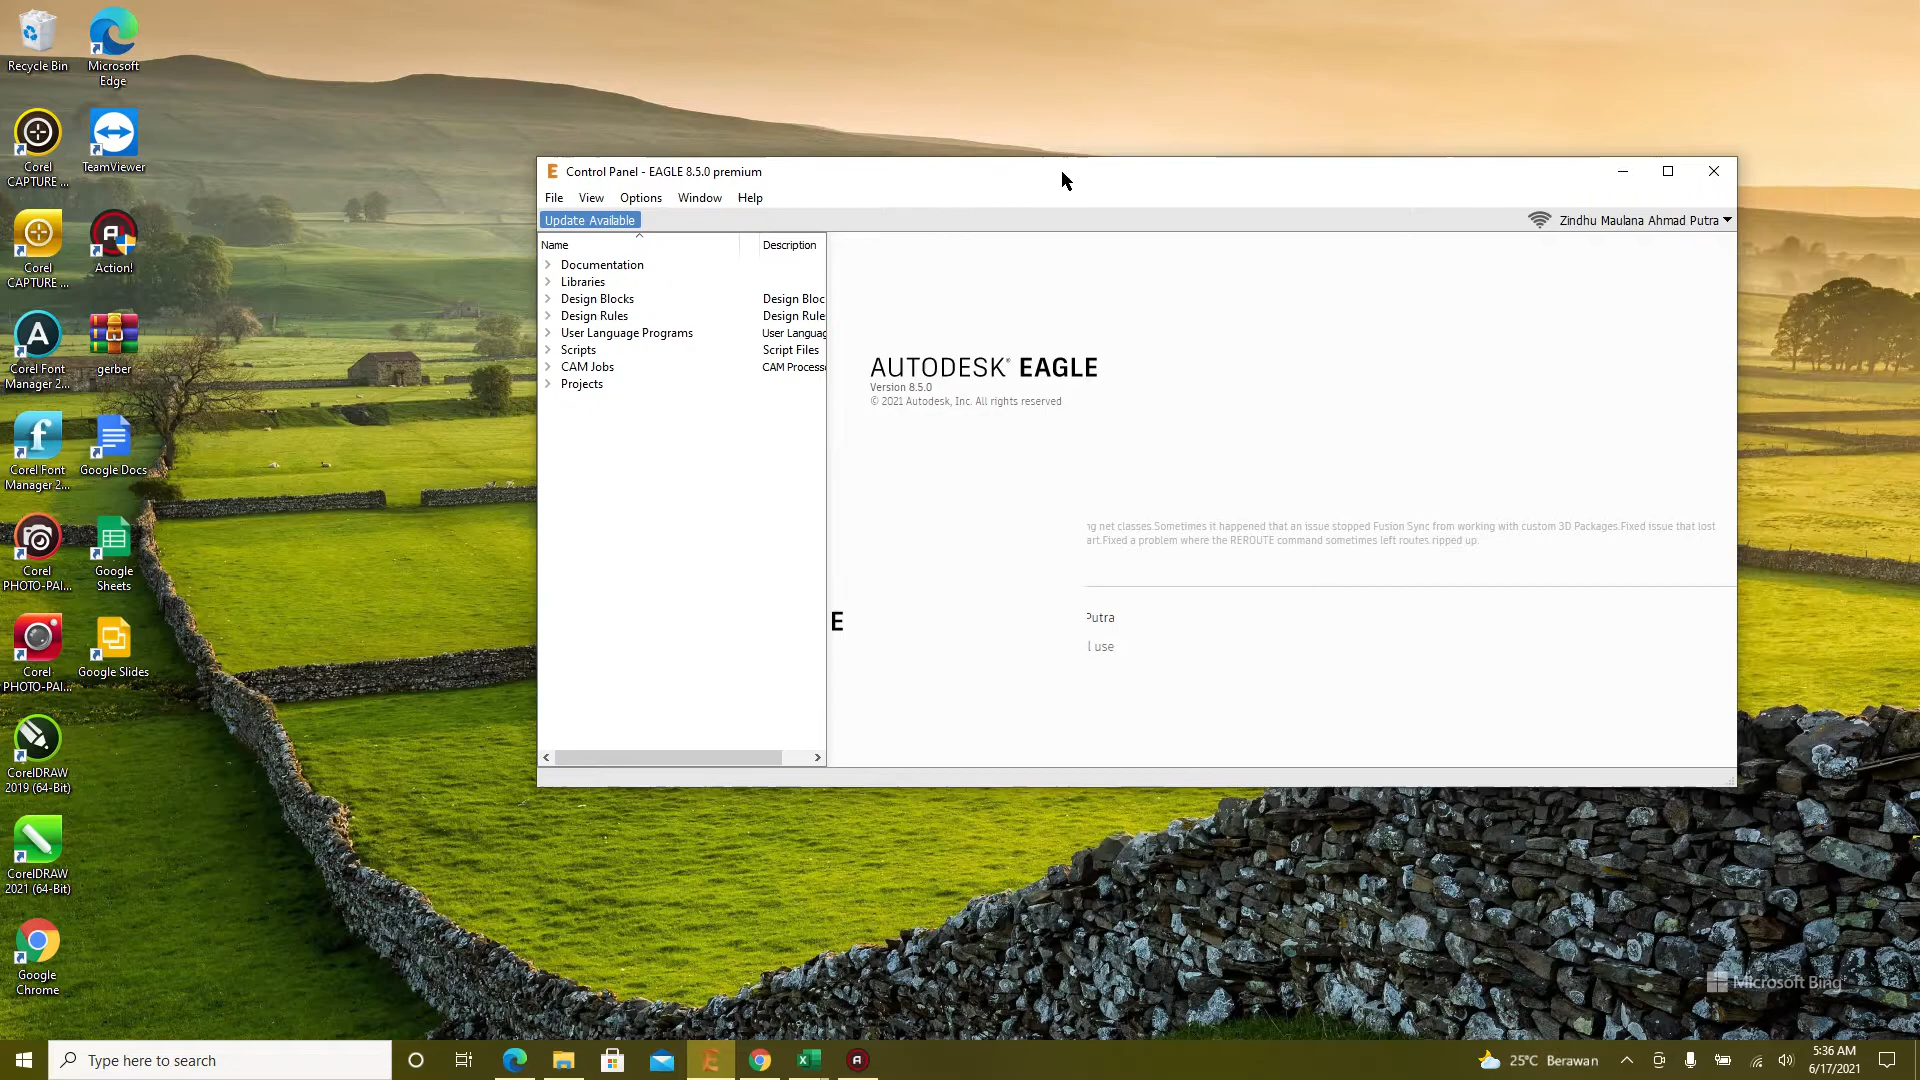 Recycle Bin
Microsoft
Edge
Corel
CAPTURE ...
TeamViewer
Corel
CAPTURE ...
Action!
Corel Font
Manager 2...
gerber
Corel Font
Manager 2...
Google Docs
Corel
PHOTO-PAI...
Google
Sheets
Corel
PHOTO-PAI...
Google Slides
CorelDRAW
2019 (64-Bit)
CorelDRAW
2021 (64-Bit)
Google
Chrome
Control Panel - EAGLE 8.5.0 premium
File View Options Window Help
Update Available
Zindhu Maulana Ahmad Putra
Name Description
Documentation
Libraries
Design Blocks Design Bloc
Design Rules Design Rule
User Language Programs User Languag
Scripts Script Files
CAM Jobs CAM Process
Projects
AUTODESK® EAGLE
Version 8.5.0
© 2021 Autodesk, Inc. All rights reserved
ng net classes.Sometimes it happened that an issue stopped Fusion Sync from working with custom 3D Packages.Fixed issue that lost
art.Fixed a problem where the REROUTE command sometimes left routes ripped up.
E
Putra
l use
Microsoft Bing
Type here to search
25°C Berawan
5:36 AM
6/17/2021